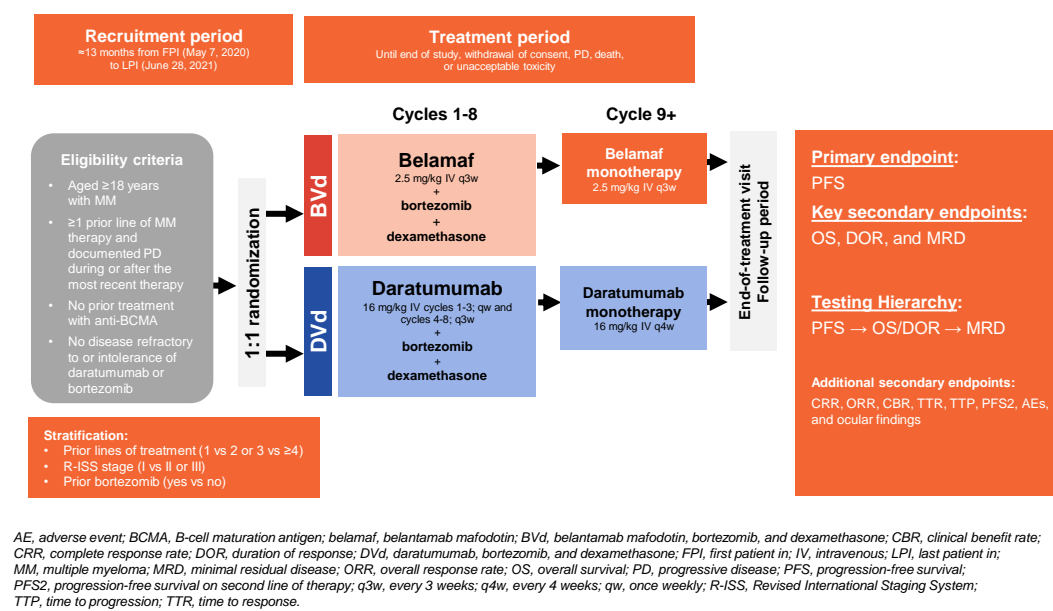 Recruitment period
≈13 months from FPI (May 7, 2020)
to LPI (June 28, 2021)
Treatment period
Until end of study, withdrawal of consent, PD, death,
or unacceptable toxicity
Cycles 1-8
Cycle 9+
Eligibility criteria
• Aged ≥18 years
with MM
• ≥1 prior line of MM
therapy and
documented PD
during or after the
most recent therapy
• No prior treatment
with anti-BCMA
• No disease refractory
to or intolerance of
daratumumab or
bortezomib
1:1 randomization
BVd
Belamaf
2.5 mg/kg IV q3w
+
bortezomib
+
dexamethasone
Belamaf
monotherapy
2.5 mg/kg IV q3w
DVd
Daratumumab
16 mg/kg IV cycles 1-3; qw and
cycles 4-8; q3w
+
bortezomib
+
dexamethasone
Daratumumab
monotherapy
16 mg/kg IV q4w
End-of-treatment visit
Follow-up period
Primary endpoint:
PFS
Key secondary endpoints:
OS, DOR, and MRD
Testing Hierarchy:
PFS → OS/DOR → MRD
Additional secondary endpoints:
CRR, ORR, CBR, TTR, TTP, PFS2, AEs,
and ocular findings
Stratification:
• Prior lines of treatment (1 vs 2 or 3 vs ≥4)
• R-ISS stage (I vs II or III)
• Prior bortezomib (yes vs no)
AE, adverse event; BCMA, B-cell maturation antigen; belamaf, belantamab mafodotin; BVd, belantamab mafodotin, bortezomib, and dexamethasone; CBR, clinical benefit rate;
CRR, complete response rate; DOR, duration of response; DVd, daratumumab, bortezomib, and dexamethasone; FPI, first patient in; IV, intravenous; LPI, last patient in;
MM, multiple myeloma; MRD, minimal residual disease; ORR, overall response rate; OS, overall survival; PD, progressive disease; PFS, progression-free survival;
PFS2, progression-free survival on second line of therapy; q3w, every 3 weeks; q4w, every 4 weeks; qw, once weekly; R-ISS, Revised International Staging System;
TTP, time to progression; TTR, time to response.